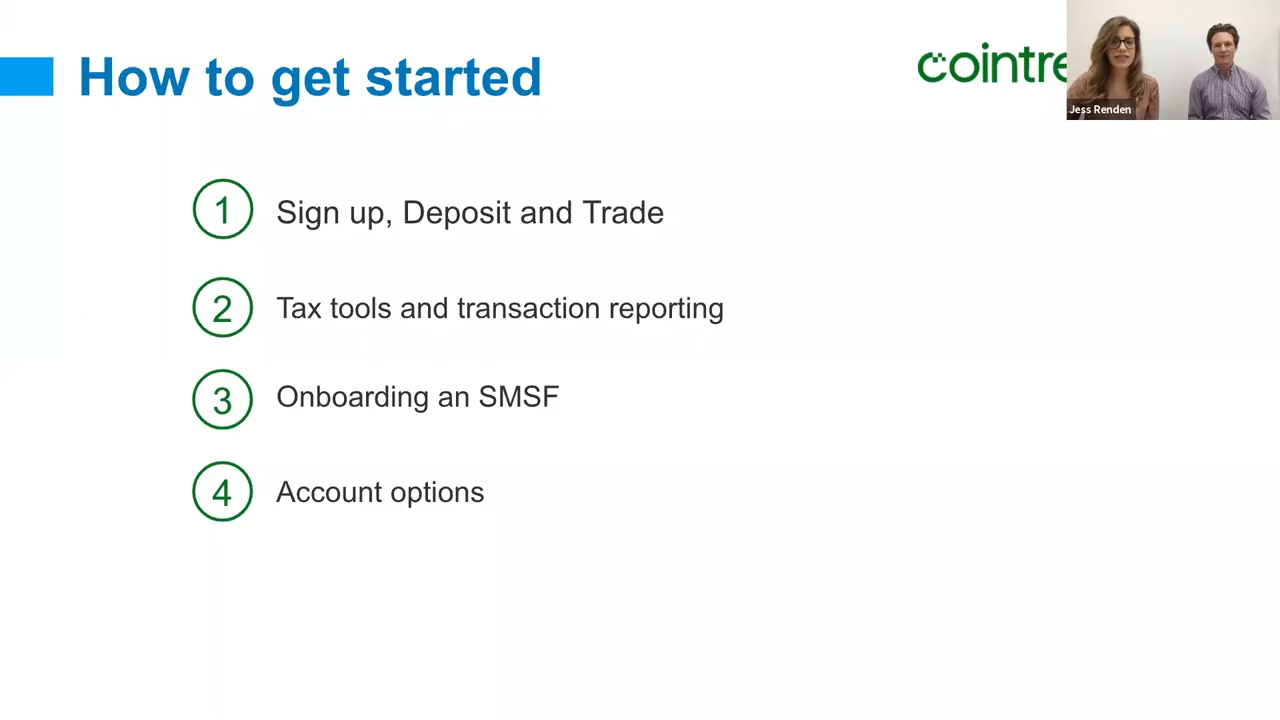 How to get started
cointre
Jess Renden
1
Sign up, Deposit and Trade
2
Tax tools and transaction reporting
3
Onboarding an SMSF
4
Account options